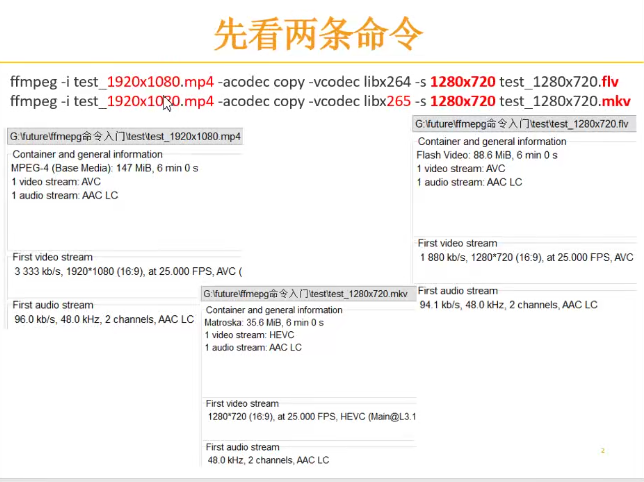 先看两条命令
ffmpeg -i test_1920x1080.mp4 -acodec copy -vcodec libx264 -s 1280x720 test_1280x720.flv
ffmpeg -i test_1920x1080.mp4 -acodec copy -vcodec libx265 -s 1280x720 test_1280x720.mkv
G:\future\ffmepg命令入门\test\test_1920x1080.mp4
Container and general information
MPEG-4 (Base Media): 147 MiB, 6 min 0 s
1 video stream: AVC
1 audio stream: AAC LC
First video stream
3 333 kb/s, 1920*1080 (16:9), at 25.000 FPS, AVC (
First audio stream
96.0 kb/s, 48.0 kHz, 2 channels, AAC LC
G:\future\ffmepg命令入门\test\test_1280x720.flv
Container and general information
Flash Video: 88.6 MiB, 6 min 0 s
1 video stream: AVC
1 audio stream: AAC LC
First video stream
1 880 kb/s, 1280*720 (16:9), at 25.000 FPS, AVC
First audio stream
94.1 kb/s, 48.0 kHz, 2 channels, AAC LC
G:\future\ffmepg命令入门\test\test_1280x720.mkv
Container and general information
Matroska: 35.6 MiB, 6 min 0 s
1 video stream: HEVC
1 audio stream: AAC LC
First video stream
1280*720 (16:9), at 25.000 FPS, HEVC (Main@L3.1
First audio stream
48.0 kHz, 2 channels, AAC LC
2